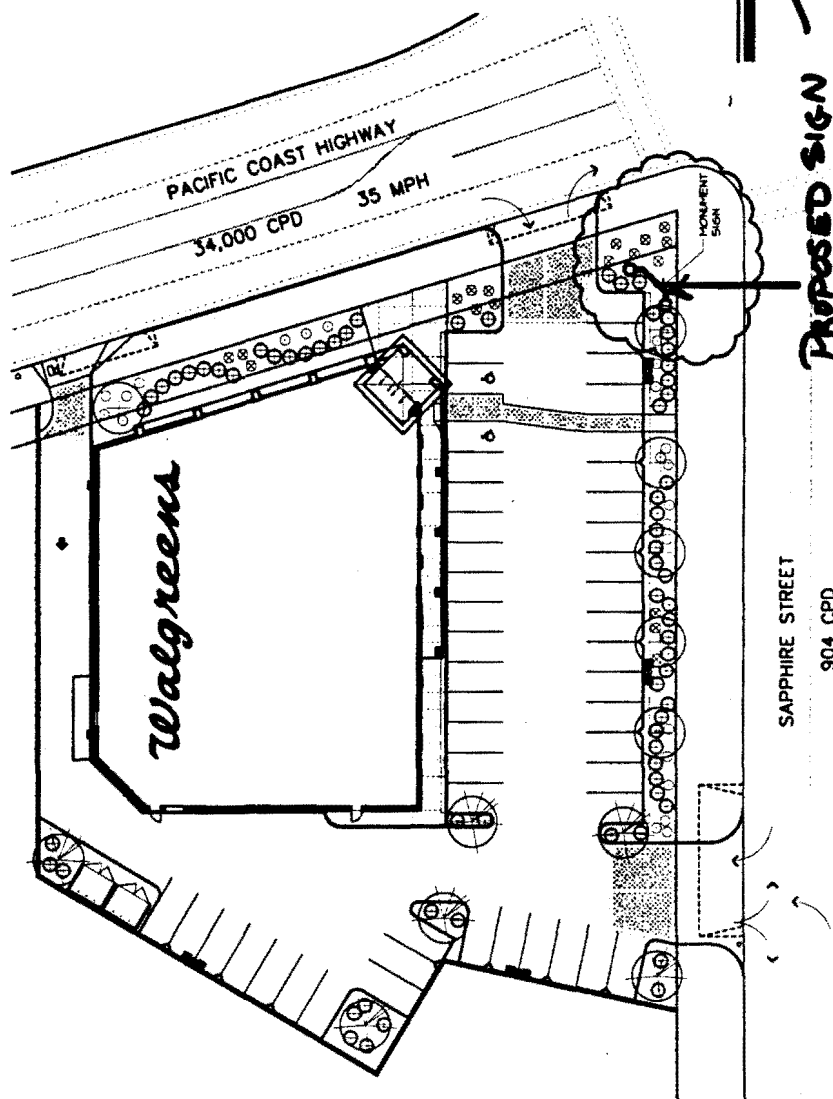 PROPOSED SIGN
PACIFIC COAST HIGHWAY
34,000 CPD
35 MPH
MONUMENT
SIGN
Walgreens
SAPPHIRE STREET
904 CPD